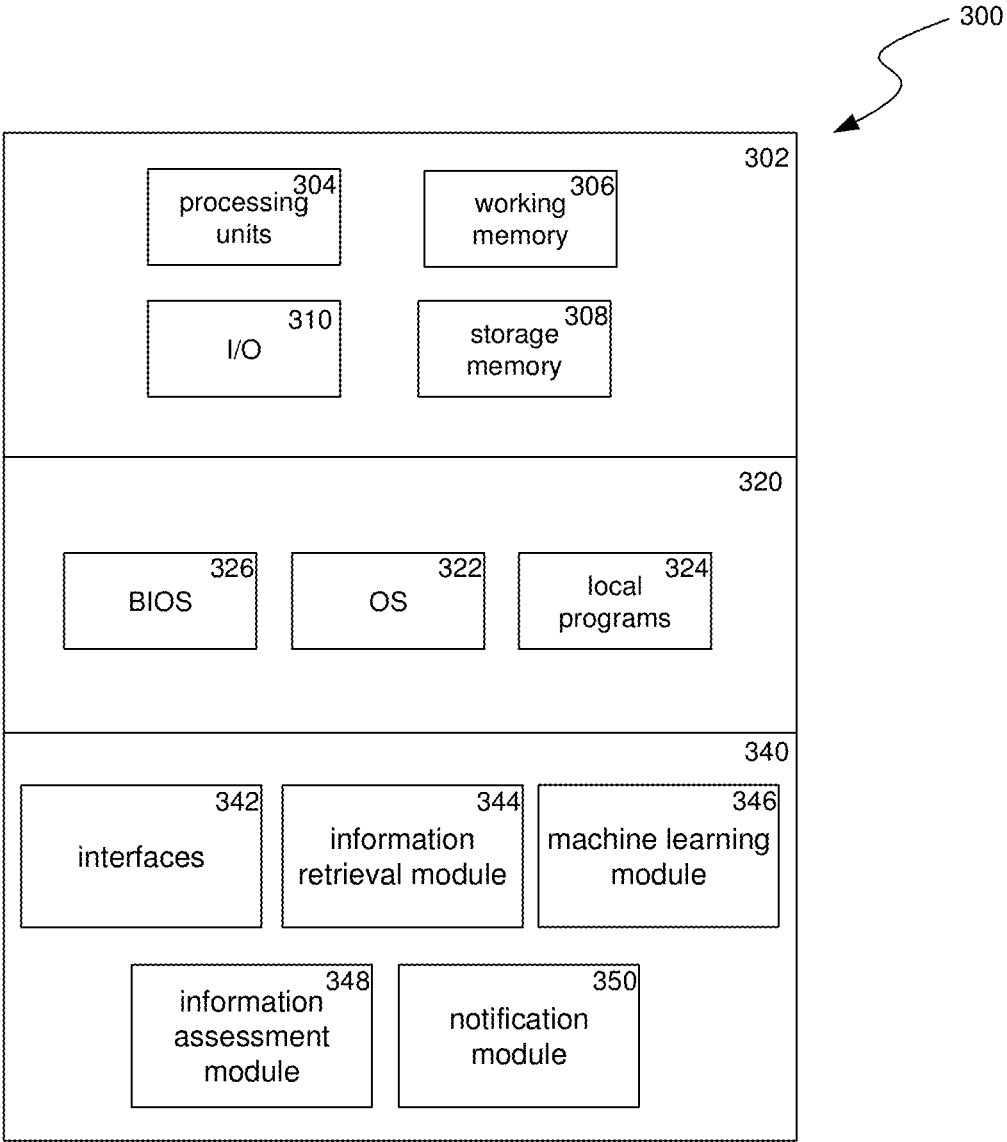 300
302
304
processing
units
306
working
memory
310
I/O
308
storage
memory
320
326
BIOS
322
OS
324
local
programs
340
342
interfaces
344
information
retrieval module
346
machine learning
module
348
information
assessment
module
350
notification
module